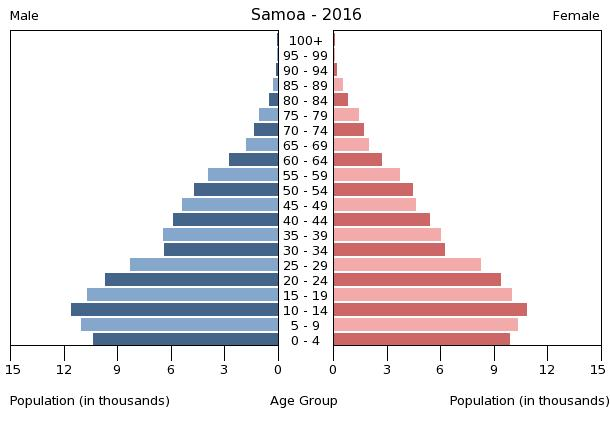 Male Samoa - 2016 Female
100+
95 - 99
90 - 94
85 - 89
80 - 84
75 - 79
70 - 74
65 - 69
60 - 64
55 - 59
50 - 54
45 - 49
40 - 44
35 - 39
30 - 34
25 - 29
20 - 24
15 - 19
10 - 14
5 - 9
0 - 4
15 12 9 6 3 0 0 3 6 9 12 15
Population (in thousands) Age Group Population (in thousands)